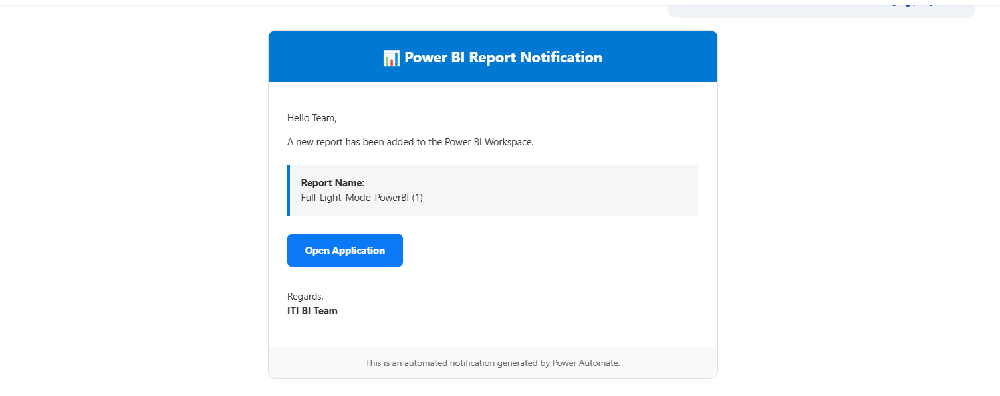 📊 Power BI Report Notification
Hello Team,
A new report has been added to the Power BI Workspace.
Report Name:
Full_Light_Mode_PowerBI (1)
Open Application
Regards,
ITI BI Team
This is an automated notification generated by Power Automate.